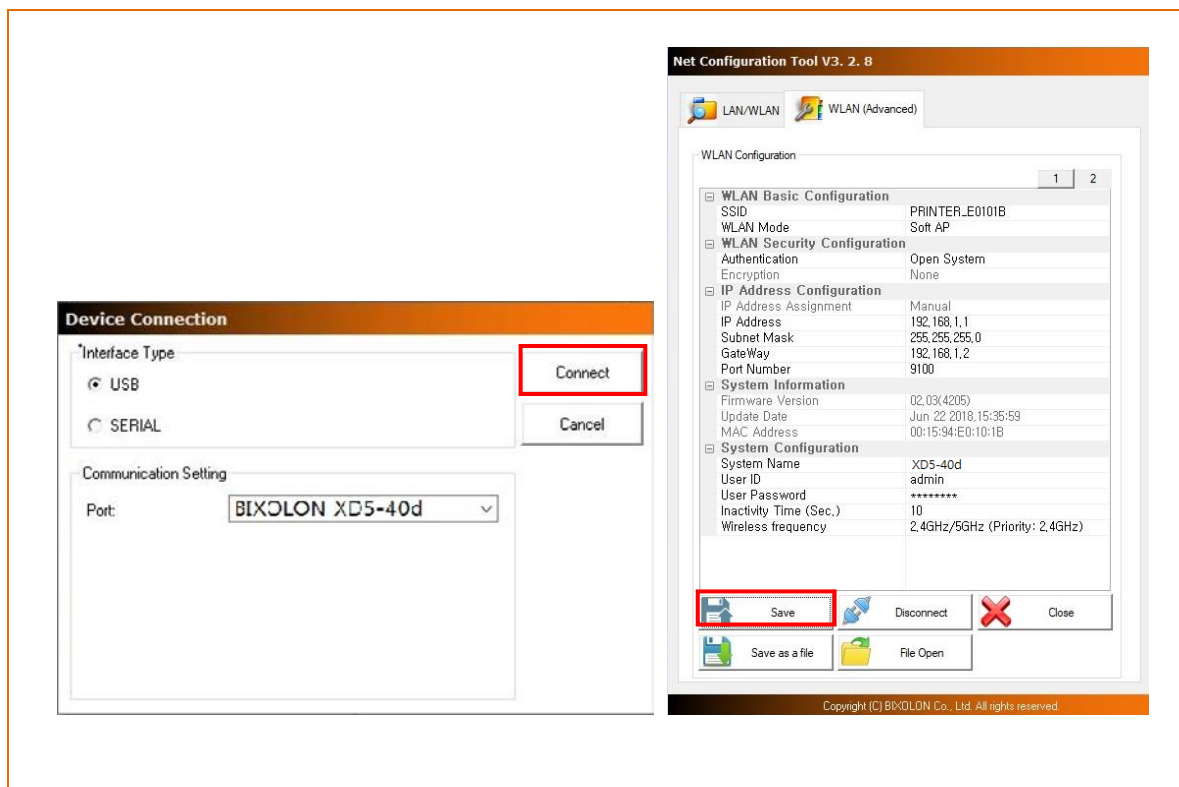 Device Connection
*Interface Type
USB
SERIAL
Connect
Cancel
Communication Setting
Port: BIXOLON XD5-40d
Net Configuration Tool V3. 2. 8
LAN/WLAN WLAN (Advanced)
WLAN Configuration
1 2
WLAN Basic Configuration
SSID PRINTER_E0101B
WLAN Mode Soft AP
WLAN Security Configuration
Authentication Open System
Encryption None
IP Address Configuration
IP Address Assignment Manual
IP Address 192,168,1,1
Subnet Mask 255,255,255,0
GateWay 192,168,1,2
Port Number 9100
System Information
Firmware Version 02,03(4205)
Update Date Jun 22 2018,15:35:59
MAC Address 00:15:94:E0:10:1B
System Configuration
System Name XD5-40d
User ID admin
User Password ********
Inactivity Time (Sec,) 10
Wireless frequency 2,4GHz/5GHz (Priority: 2,4GHz)
Save Disconnect Close
Save as a file File Open
Copyright (C) BIXOLON Co., Ltd. All rights reserved.